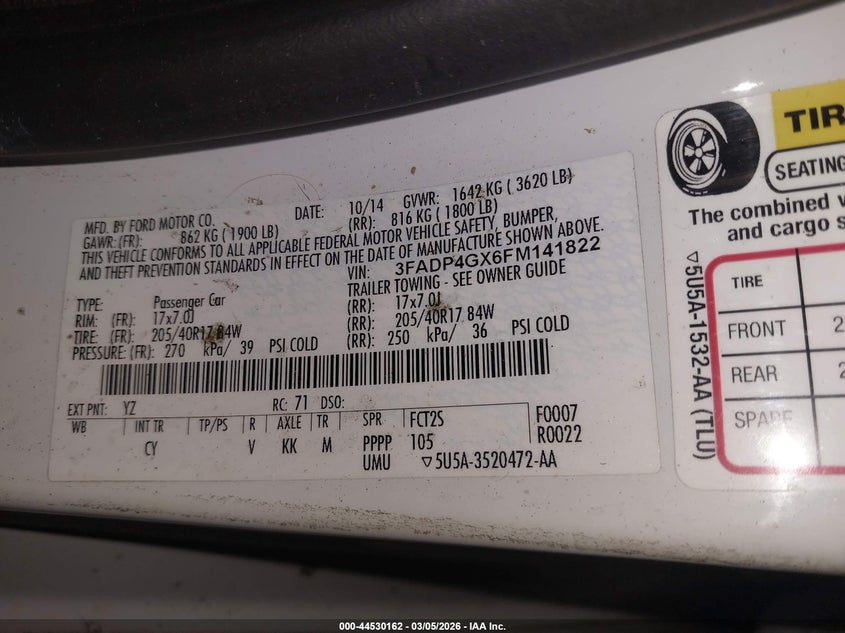 MFD. BY FORD MOTOR CO.
DATE: 10/14 GVWR: 1642 KG ( 3620 LB)
GAWR: (FR): 862 KG ( 1900 LB) (RR): 816 KG ( 1800 LB)
THIS VEHICLE CONFORMS TO ALL APPLICABLE FEDERAL MOTOR VEHICLE SAFETY, BUMPER,
AND THEFT PREVENTION STANDARDS IN EFFECT ON THE DATE OF MANUFACTURE SHOWN ABOVE.
VIN: 3FADP4GX6FM141822
TYPE: Passenger Car TRAILER TOWING - SEE OWNER GUIDE
RIM: (FR): 17x7.0J (RR): 17x7.0J
TIRE: (FR): 205/40R17 84W (RR): 205/40R17 84W
PRESSURE: (FR): 270 kPa/ 39 PSI COLD (RR): 250 kPa/ 36 PSI COLD
EXT PNT: YZ RC: 71 DSO:
WB INT TR TP/PS R AXLE TR SPR FCT2S F0007
CY V KK M PPPP 105 R0022
UMU ▽5U5A-3520472-AA
TIR
SEATING
The combined
and cargo
▽5U5A-1532-AA (TLU)
TIRE
FRONT 2
REAR 2
SPARE
000-44530162 - 03/05/2026 - IAA Inc.